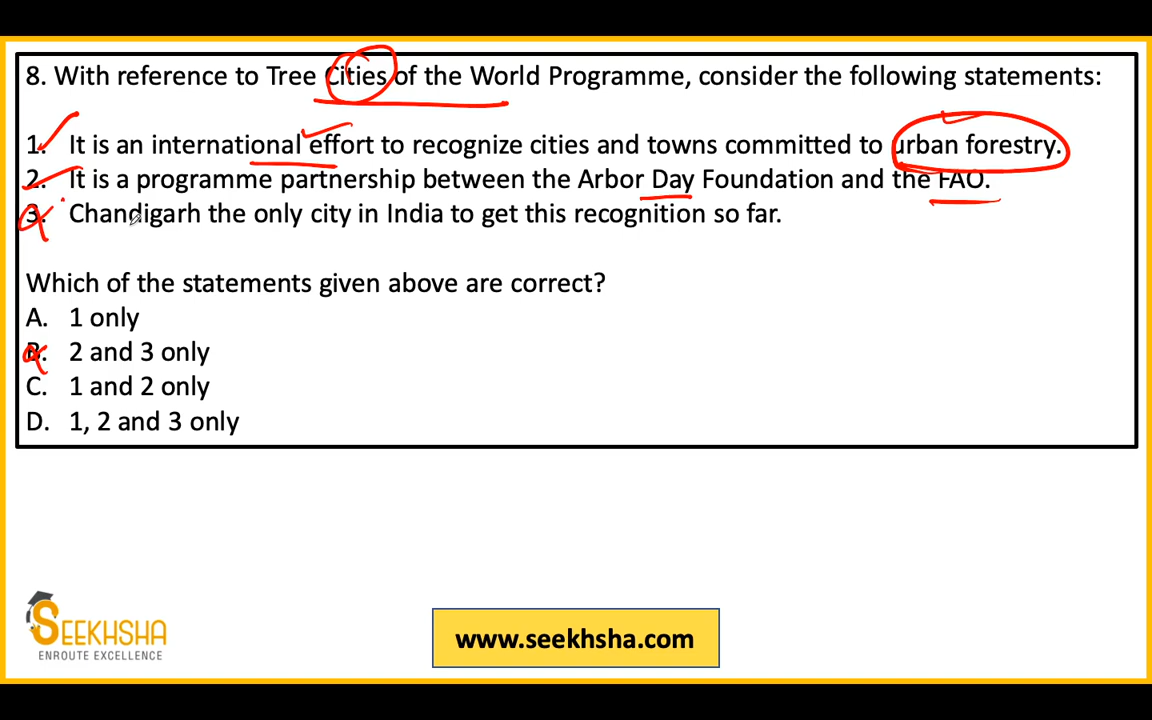 8. With reference to Tree Cities of the World Programme, consider the following statements:
1. It is an international effort to recognize cities and towns committed to urban forestry.
2. It is a programme partnership between the Arbor Day Foundation and the FAO.
3. Chandigarh the only city in India to get this recognition so far.
Which of the statements given above are correct?
A. 1 only
B. 2 and 3 only
C. 1 and 2 only
D. 1, 2 and 3 only
SEEKHSHA
ENROUTE EXCELLENCE
www.seekhsha.com